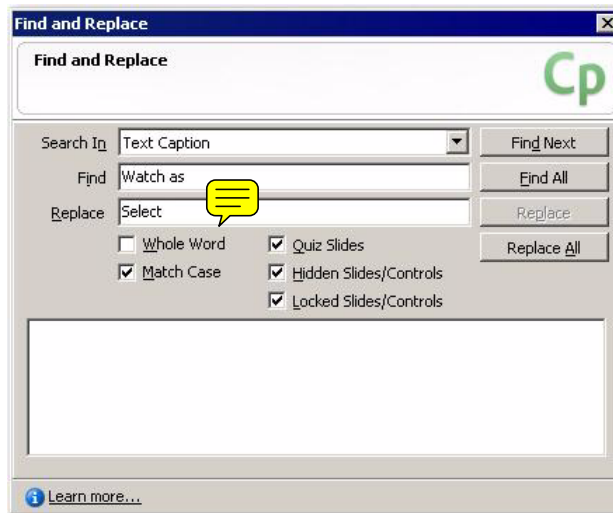 Find and Replace
Find and Replace
Cp
Search In Text Caption Find Next
Find Watch as Find All
Replace Select Replace
Whole Word Quiz Slides Replace All
Match Case Hidden Slides/Controls
Locked Slides/Controls
Learn more...